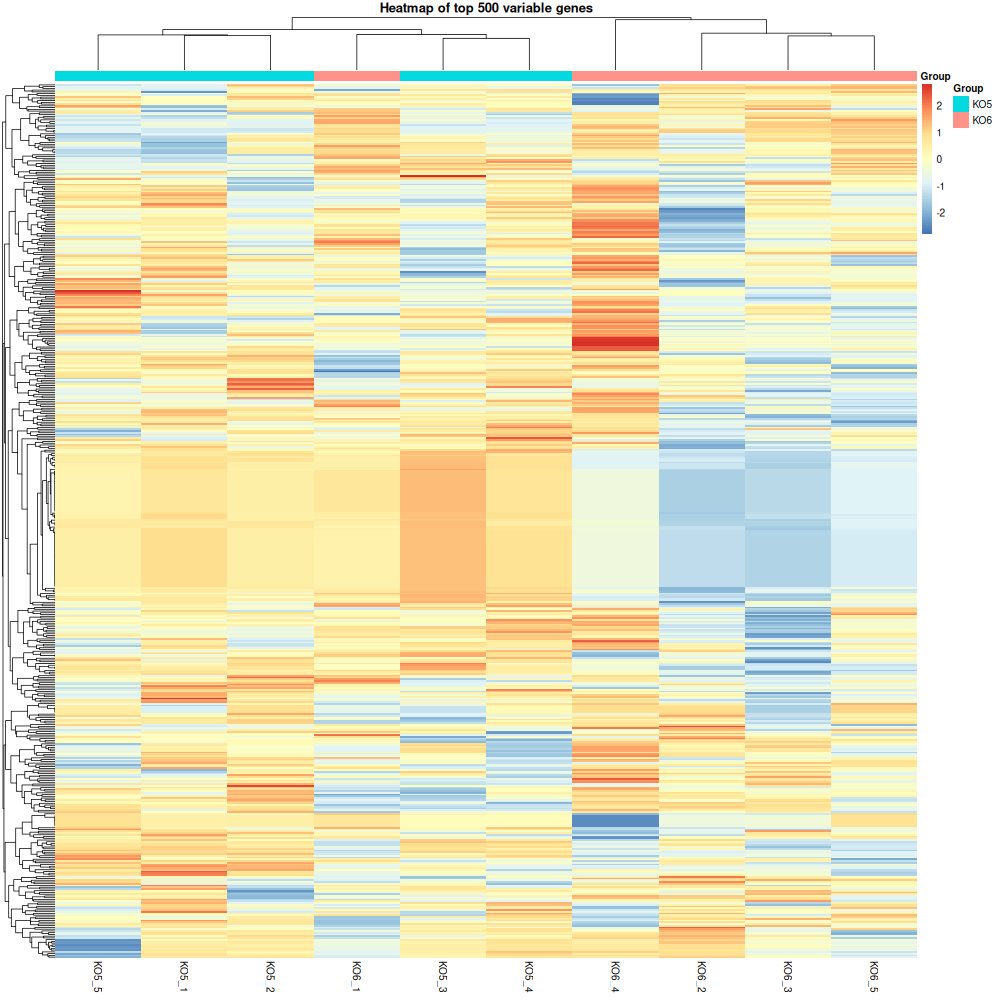 Heatmap of top 500 variable genes
Group
2
1
0
-1
-2
Group
KO5
KO6
KO5_5
KO5_1
KO5_2
KO6_1
KO5_3
KO5_4
KO6_4
KO6_2
KO6_3
KO6_5